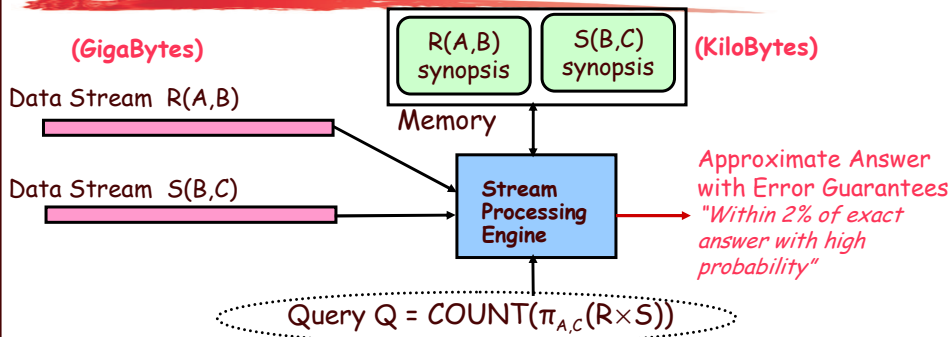 (GigaBytes)
R(A,B)
synopsis
S(B,C)
synopsis
(KiloBytes)
Data Stream R(A,B)
Memory
Data Stream S(B,C)
Stream
Processing
Engine
Approximate Answer
with Error Guarantees
"Within 2% of exact
answer with high
probability"
Query Q = COUNT(π_{A,C}(R×S))